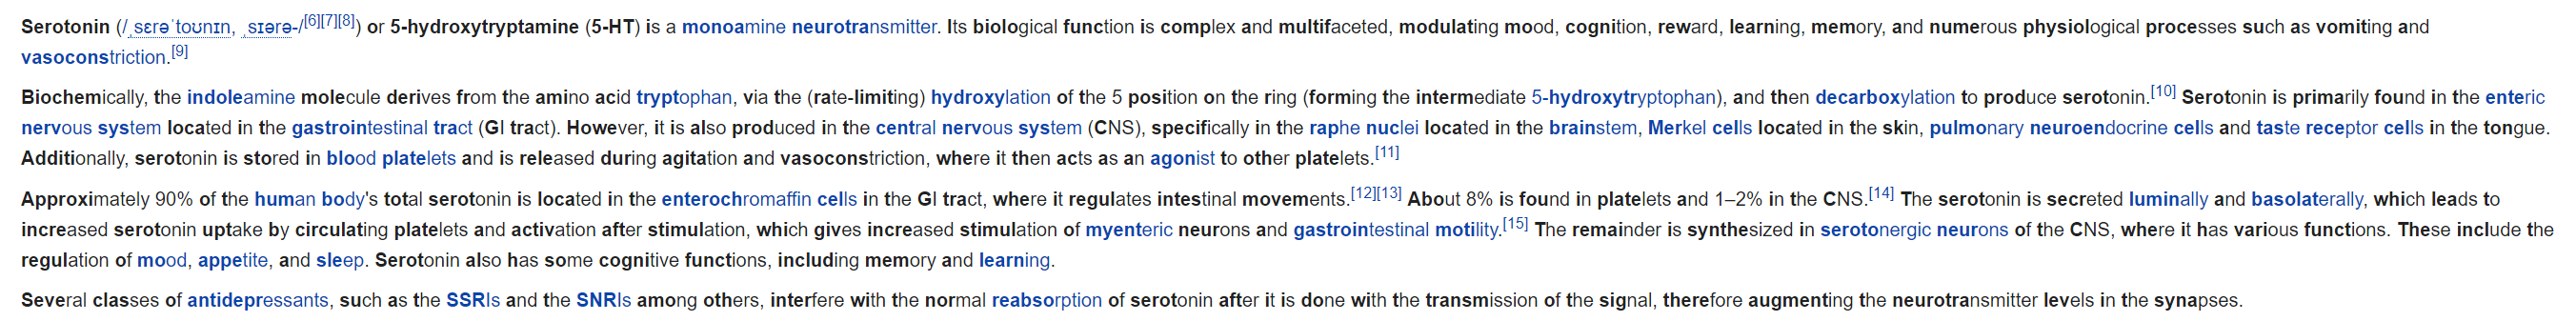 Serotonin (/ˌsɛrəˈtoʊnɪn, ˌsɪərə-/[6][7][8]) or 5-hydroxytryptamine (5-HT) is a monoamine neurotransmitter. Its biological function is complex and multifaceted, modulating mood, cognition, reward, learning, memory, and numerous physiological processes such as vomiting and
vasoconstriction.[9]
Biochemically, the indoleamine molecule derives from the amino acid tryptophan, via the (rate-limiting) hydroxylation of the 5 position on the ring (forming the intermediate 5-hydroxytryptophan), and then decarboxylation to produce serotonin.[10] Serotonin is primarily found in the enteric
nervous system located in the gastrointestinal tract (GI tract). However, it is also produced in the central nervous system (CNS), specifically in the raphe nuclei located in the brainstem, Merkel cells located in the skin, pulmonary neuroendocrine cells and taste receptor cells in the tongue.
Additionally, serotonin is stored in blood platelets and is released during agitation and vasoconstriction, where it then acts as an agonist to other platelets.[11]
Approximately 90% of the human body's total serotonin is located in the enterochromaffin cells in the GI tract, where it regulates intestinal movements.[12][13] About 8% is found in platelets and 1–2% in the CNS.[14] The serotonin is secreted luminally and basolaterally, which leads to
increased serotonin uptake by circulating platelets and activation after stimulation, which gives increased stimulation of myenteric neurons and gastrointestinal motility.[15] The remainder is synthesized in serotonergic neurons of the CNS, where it has various functions. These include the
regulation of mood, appetite, and sleep. Serotonin also has some cognitive functions, including memory and learning.
Several classes of antidepressants, such as the SSRIs and the SNRIs among others, interfere with the normal reabsorption of serotonin after it is done with the transmission of the signal, therefore augmenting the neurotransmitter levels in the synapses.